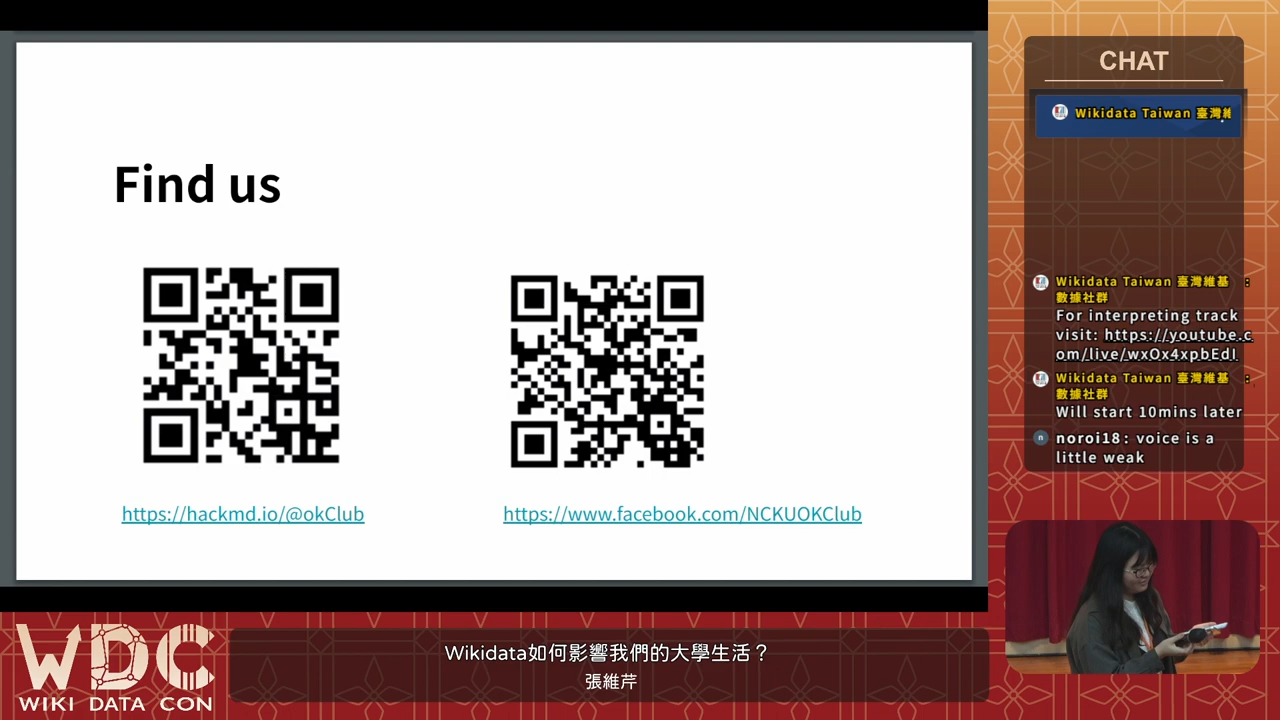 Find us
https://hackmd.io/@okClub
https://www.facebook.com/NCKUOKClub
CHAT
Wikidata Taiwan 臺灣維
Wikidata Taiwan 臺灣維基 :
數據社群
For interpreting track
visit: https://youtube.c
om/live/wxOx4xpbEdI
Wikidata Taiwan 臺灣維基 :
數據社群
Will start 10mins later
noroi18: voice is a
little weak
WDC
WIKI DATA CON
Wikidata如何影響我們的大學生活？
張維芹